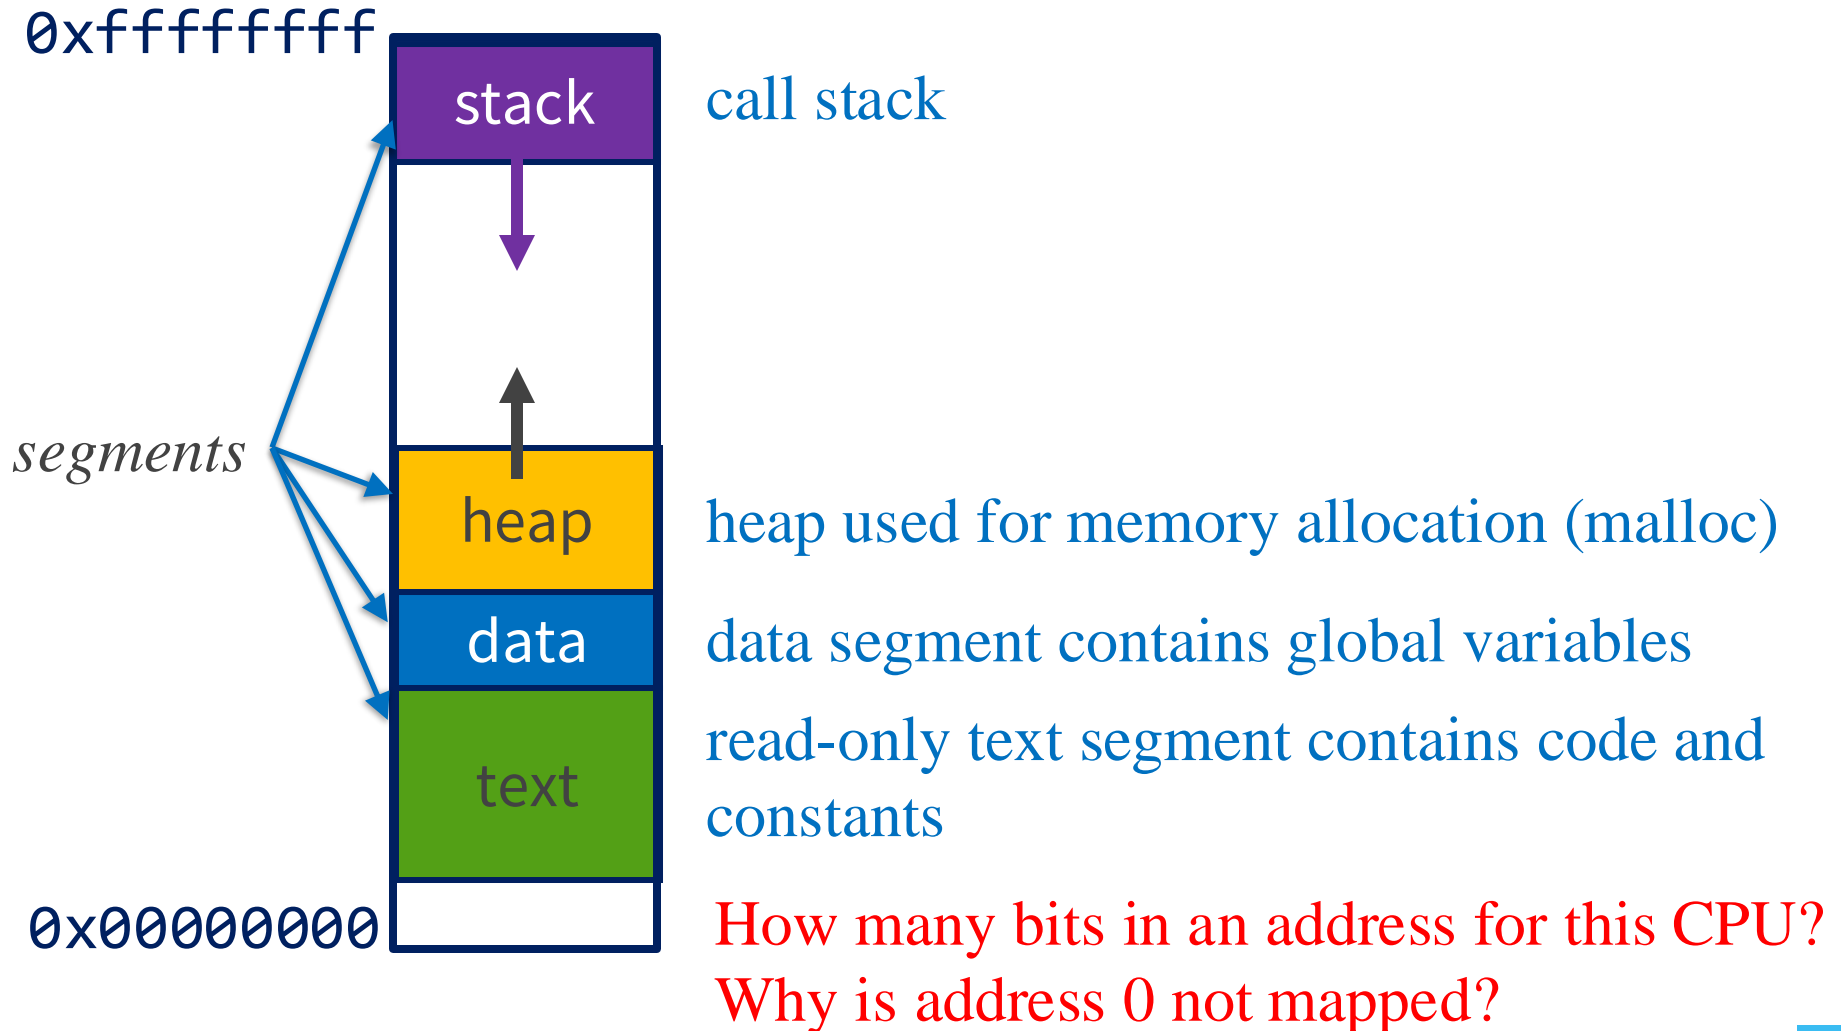 0xffffffff
stack
call stack
segments
heap
heap used for memory allocation (malloc)
data
data segment contains global variables
text
read-only text segment contains code and
constants
0x00000000
How many bits in an address for this CPU?
Why is address 0 not mapped?